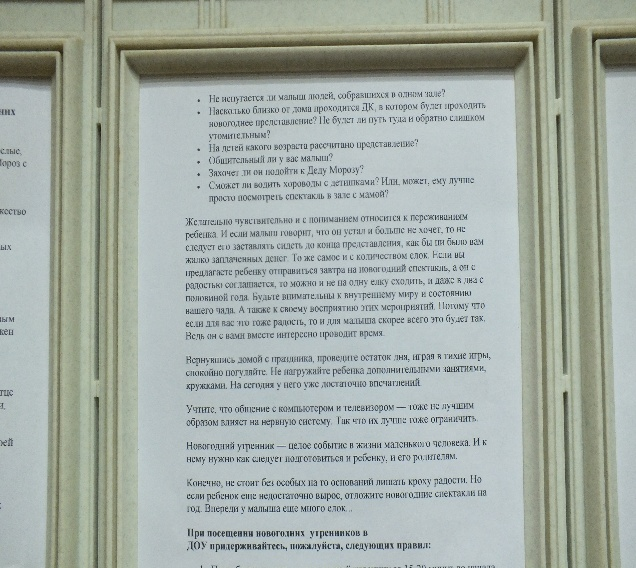 • Не испугается ли малыш людей, собравшихся в одном зале?
• Насколько близко от дома проходится ДК, в котором будет проходить
новогоднее представление? Не будет ли путь туда и обратно слишком
утомительным?
• На детей какого возраста рассчитано представление?
• Общительный ли у вас малыш?
• Захочет ли он подойти к Деду Морозу?
• Сможет ли водить хороводы с детишками? Или, может, ему лучше
просто посмотреть спектакль в зале с мамой?
Желательно чувствительно и с пониманием относится к переживаниям
ребенка. И если малыш говорит, что он устал и больше не хочет, то не
следует его заставлять сидеть до конца представления, как бы ни было вам
жалко заплаченных денег. То же самое и с количеством елок. Если вы
предлагаете ребенку отправиться завтра на новогодний спектакль, а он с
радостью соглашается, то можно и не на одну елку сходить, и даже в два с
половиной года. Будьте внимательны к внутреннему миру и состоянию
вашего чада. А также к своему восприятию этих мероприятий. Потому что
если для вас это тоже радость, то и для малыша скорее всего это будет так.
Ведь он с вами вместе интересно проводит время.
Вернувшись домой с праздника, проведите остаток дня, играя в тихие игры,
спокойно погуляйте. Не нагружайте ребенка дополнительными занятиями,
кружками. На сегодня у него уже достаточно впечатлений.
Учтите, что общение с компьютером и телевизором — тоже не лучшим
образом влияет на нервную систему. Так что их лучше тоже ограничить.
Новогодний утренник — целое событие в жизни маленького человека. И к
нему нужно как следует подготовиться и ребенку, и его родителям.
Конечно, не стоит без особых на то оснований лишать кроху радости. Но
если ребенок еще недостаточно вырос, отложите новогодние спектакли на
год. Впереди у малыша еще много елок...
При посещении новогодних утренников в
ДОУ придерживайтесь, пожалуйста, следующих правил: